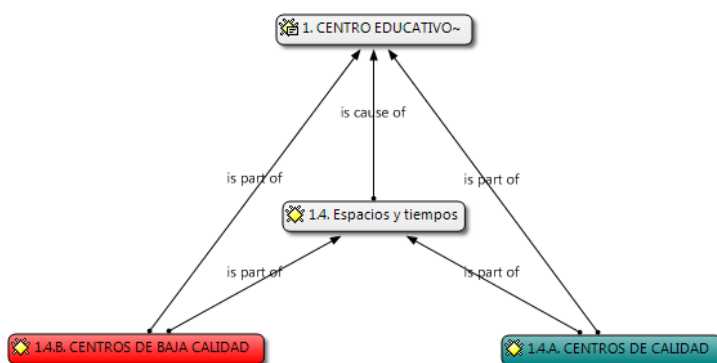 1. CENTRO EDUCATIVO~
is cause of
is part of
is part of
1.4. Espacios y tiempos
is part of
is part of
1.4.B. CENTROS DE BAJA CALIDAD
1.4.A. CENTROS DE CALIDAD